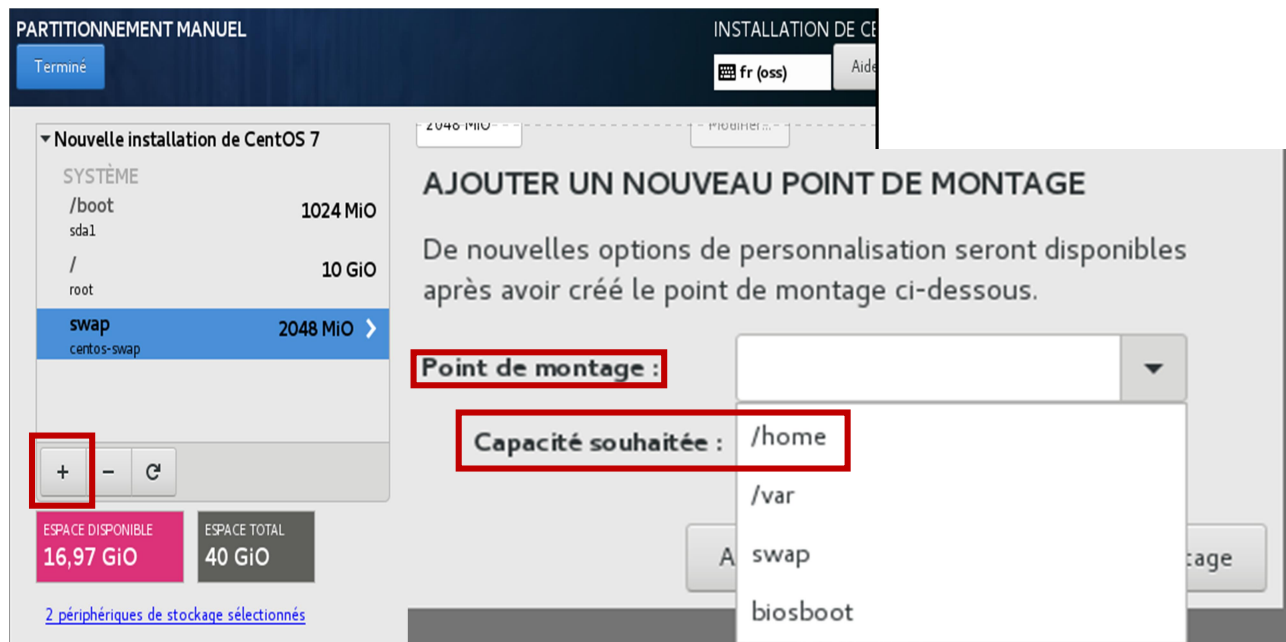 PARTITIONNEMENT MANUEL
INSTALLATION DE CE
Terminé
fr (oss)
Aide
Nouvelle installation de CentOS 7
SYSTÈME
/boot
1024 MiO
sda1
/
10 GiO
root
swap
2048 MiO
centos-swap
+ -
ESPACE DISPONIBLE
16,97 GiO
ESPACE TOTAL
40 GiO
2 périphériques de stockage sélectionnés
2048 MiO
Modifier...
AJOUTER UN NOUVEAU POINT DE MONTAGE
De nouvelles options de personnalisation seront disponibles
après avoir créé le point de montage ci-dessous.
Point de montage :
Capacité souhaitée :
/home
/var
swap
biosboot
A
tage